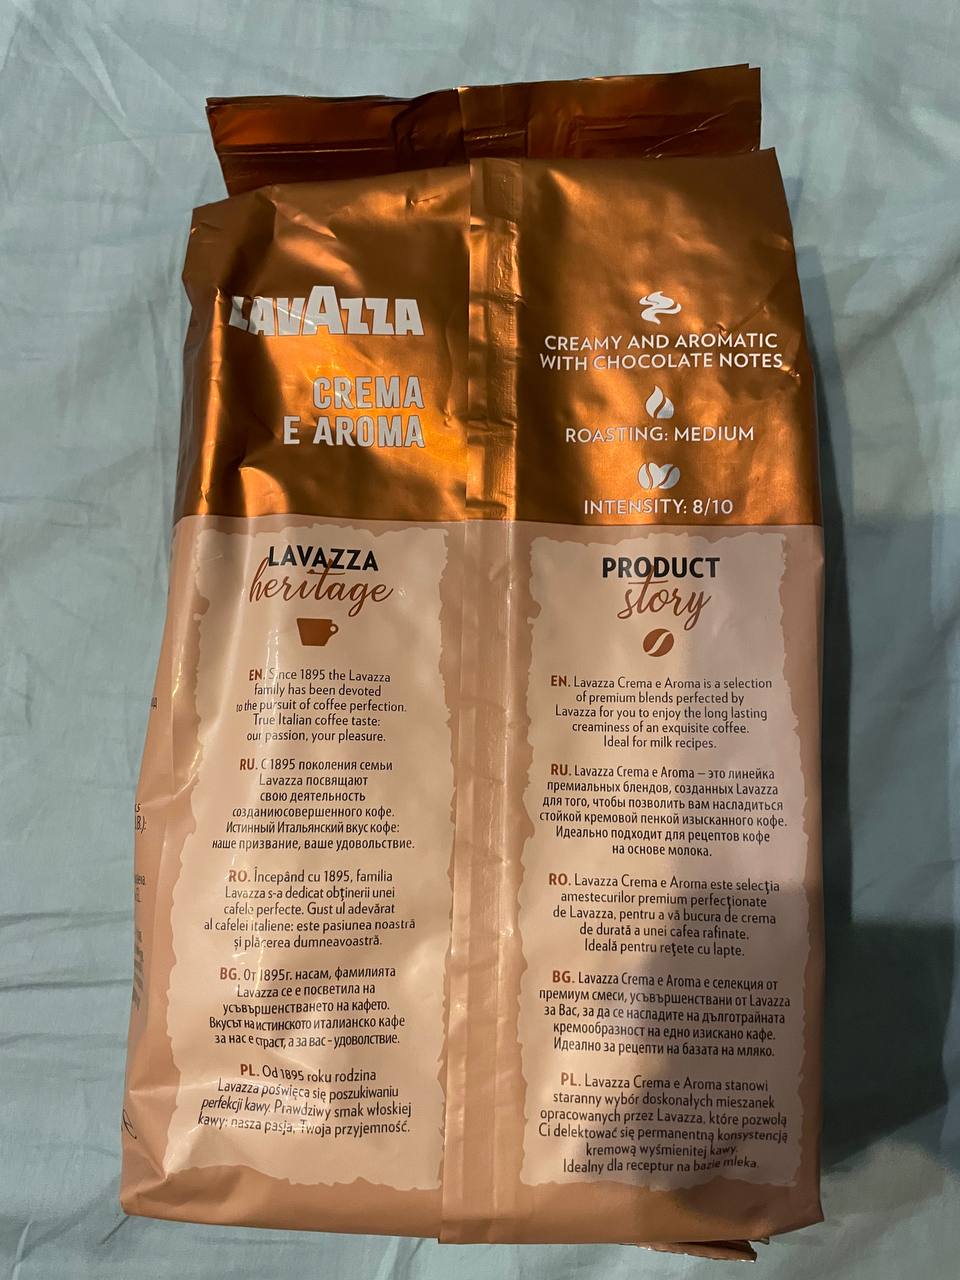 LAVAZZA
CREMA
E AROMA
CREAMY AND AROMATIC
WITH CHOCOLATE NOTES
ROASTING: MEDIUM
INTENSITY: 8/10
LAVAZZA
heritage
EN. Since 1895 the Lavazza
family has been devoted
to the pursuit of coffee perfection.
True Italian coffee taste:
our passion, your pleasure.
RU. С 1895 поколения семьи
Lavazza посвящают
свою деятельность
созданиюсовершенного кофе.
Истинный Итальянский вкус кофе:
наше призвание, ваше удовольствие.
RO. Începând cu 1895, familia
Lavazza s-a dedicat obținerii unei
cafele perfecte. Gust ul adevărat
al cafelei italiene: este pasiunea noastră
și plăcerea dumneavoastră.
BG. От 1895г. насам, фамилията
Lavazza се е посветила на
усъвършенстването на кафето.
Вкусът на истинското италианско кафе
за нас е страст, а за вас - удоволствие.
PL. Od 1895 roku rodzina
Lavazza poświęca się poszukiwaniu
perfekcji kawy. Prawdziwy smak włoskiej
kawy: nasza pasja, Twoja przyjemność.
PRODUCT
story
EN. Lavazza Crema e Aroma is a selection
of premium blends perfected by
Lavazza for you to enjoy the long lasting
creaminess of an exquisite coffee.
Ideal for milk recipes.
RU. Lavazza Crema e Aroma – это линейка
премиальных блендов, созданных Lavazza
для того, чтобы позволить вам насладиться
стойкой кремовой пенкой изысканного кофе.
Идеально подходит для рецептов кофе
на основе молока.
RO. Lavazza Crema e Aroma este selecția
amestecurilor premium perfecționate
de Lavazza, pentru a vă bucura de crema
de durată a unei cafea rafinate.
Ideală pentru rețete cu lapte.
BG. Lavazza Crema e Aroma е селекция от
премиум смеси, усъвършенствани от Lavazza
за Вас, за да се насладите на дълготрайната
кремообразност на едно изискано кафе.
Идеално за рецепти на базата на мляко.
PL. Lavazza Crema e Aroma stanowi
staranny wybór doskonałych mieszanek
opracowanych przez Lavazza, które pozwolą
Ci delektować się permanentną konsystencją
kremową wyśmienitej kawy.
Idealny dla receptur na bazie mleka.